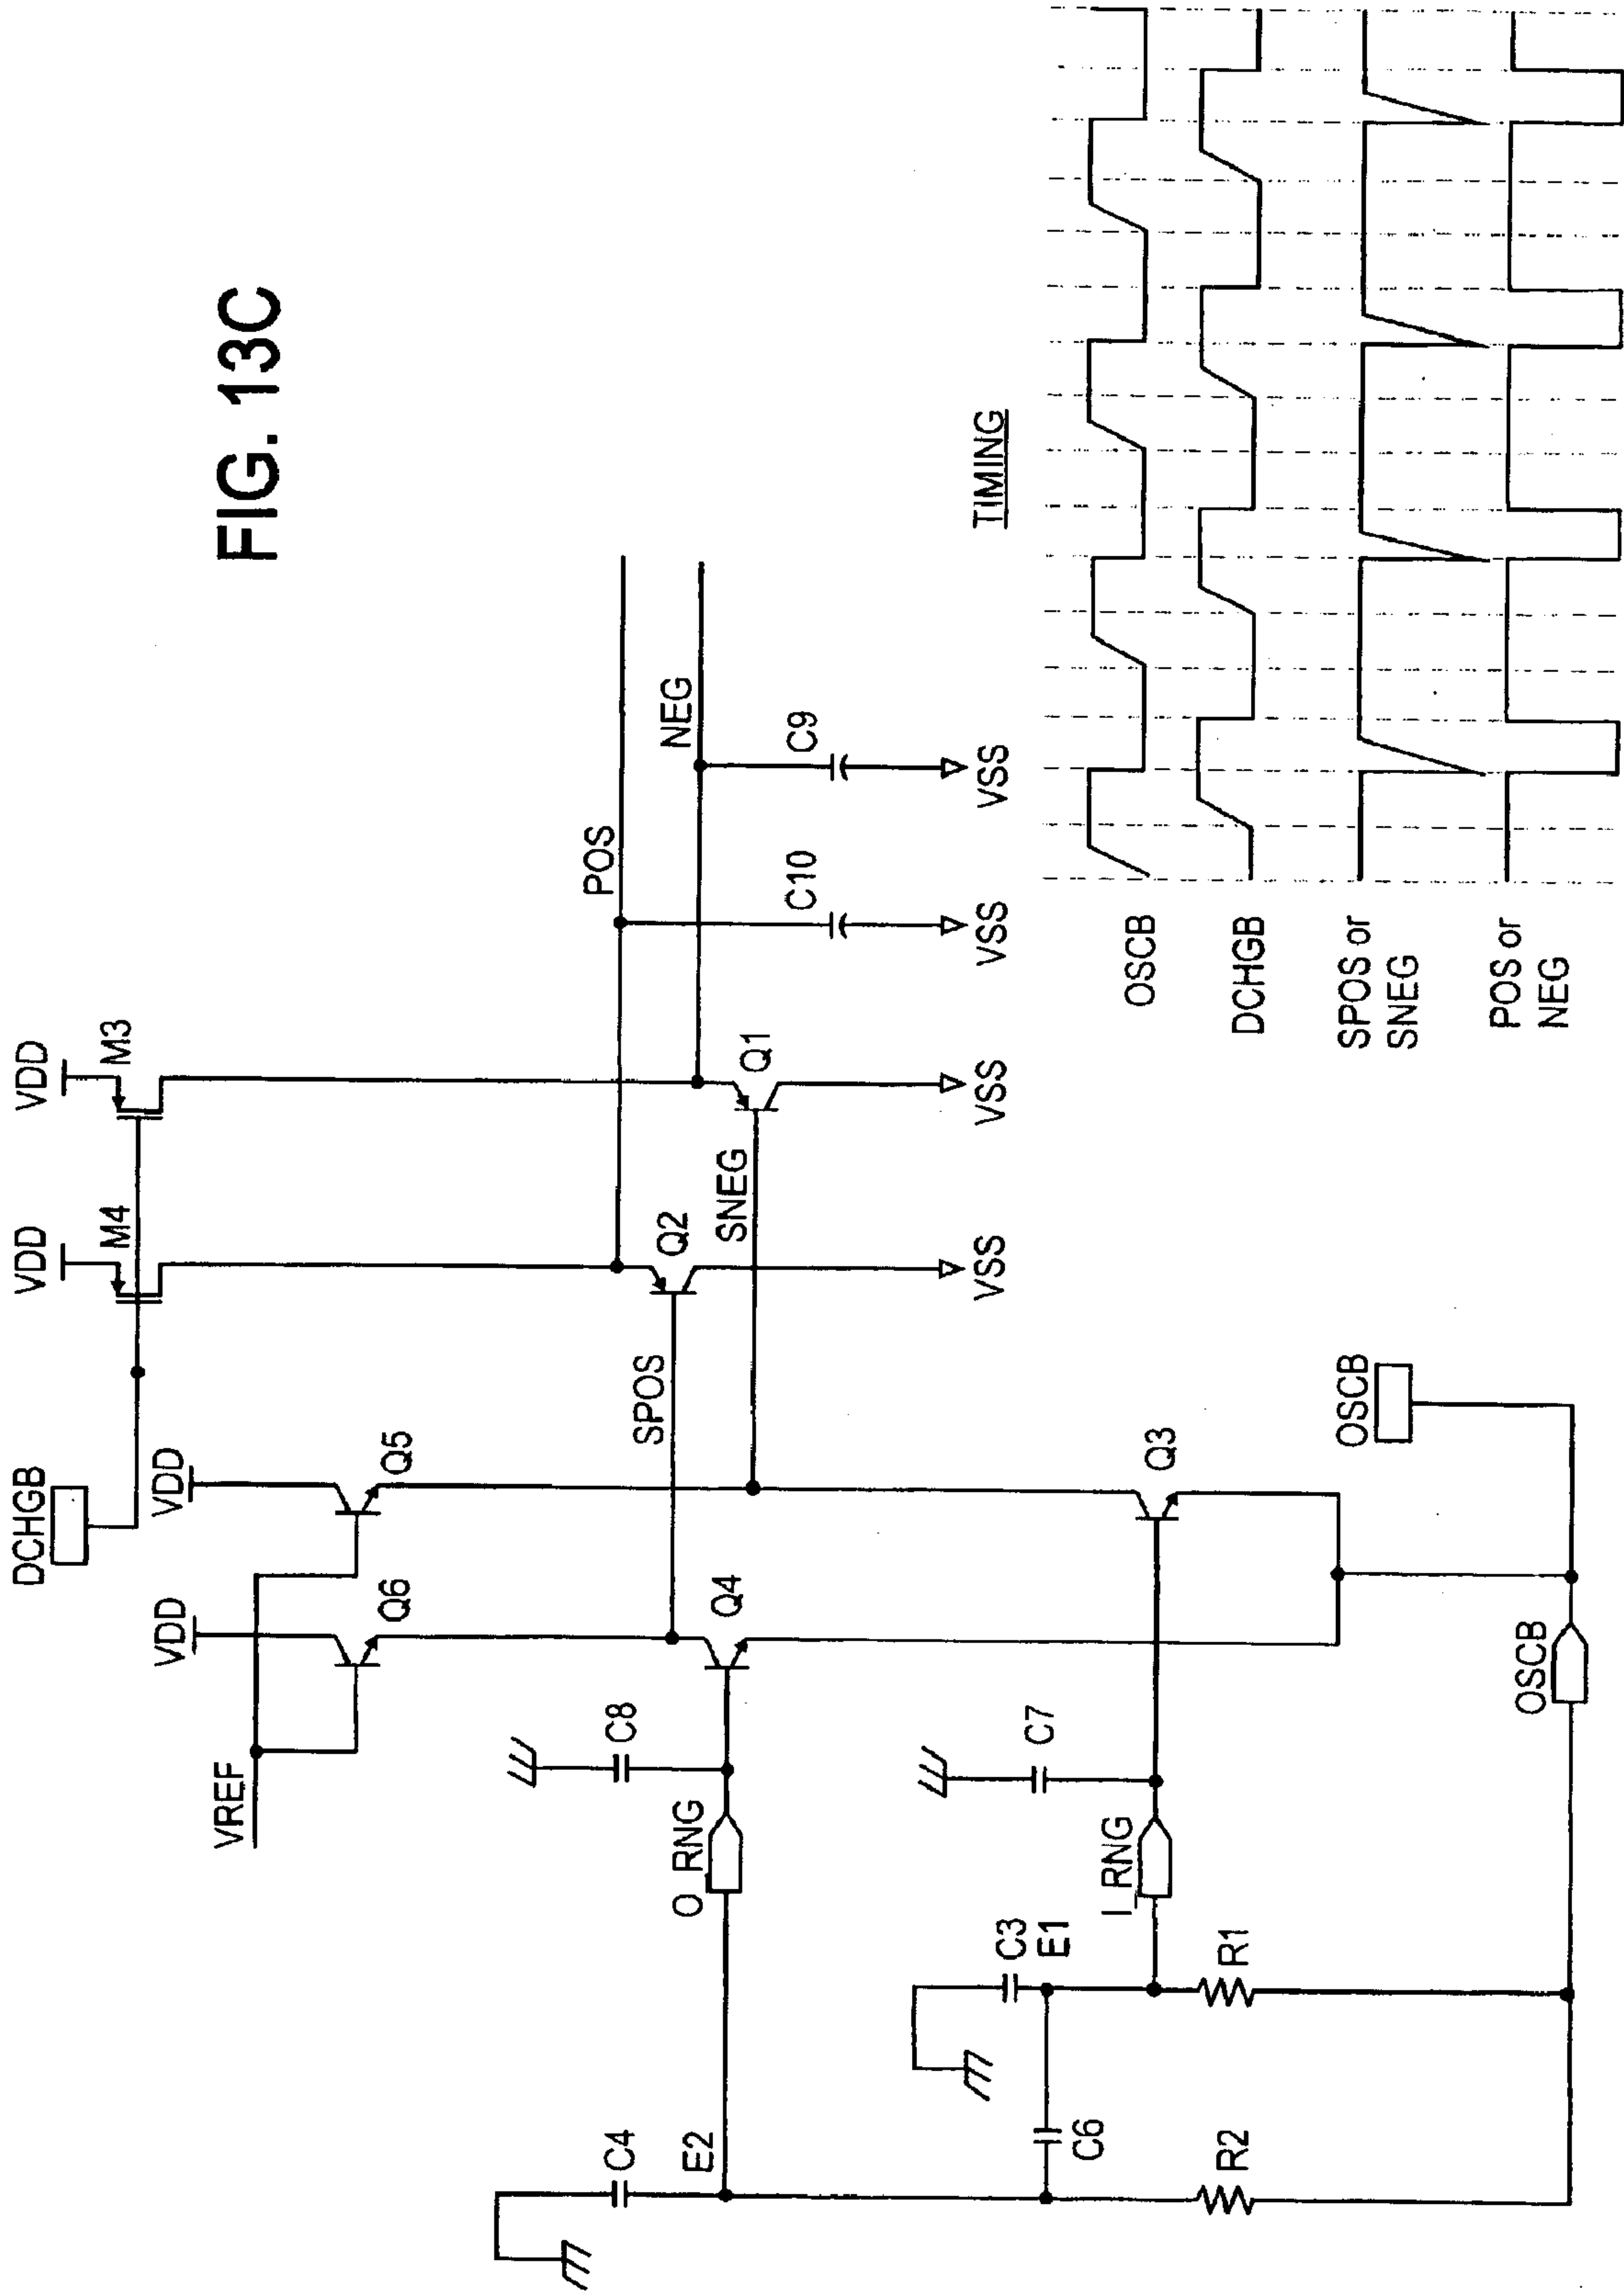 FIG. 13C
DCHGB
VDD
M4
VDD
M3
VREF
VDD
Q6
VDD
Q5
POS
NEG
SPOS
Q2
SNEG
Q1
C10
C9
VSS
VSS
VSS
VSS
C4
E2
O_RNG
C8
Q4
C3
E1
C6
I_RNG
C7
Q3
R2
R1
OSCB
OSCB
TIMING
OSCB
DCHGB
SPOS or
SNEG
POS or
NEG